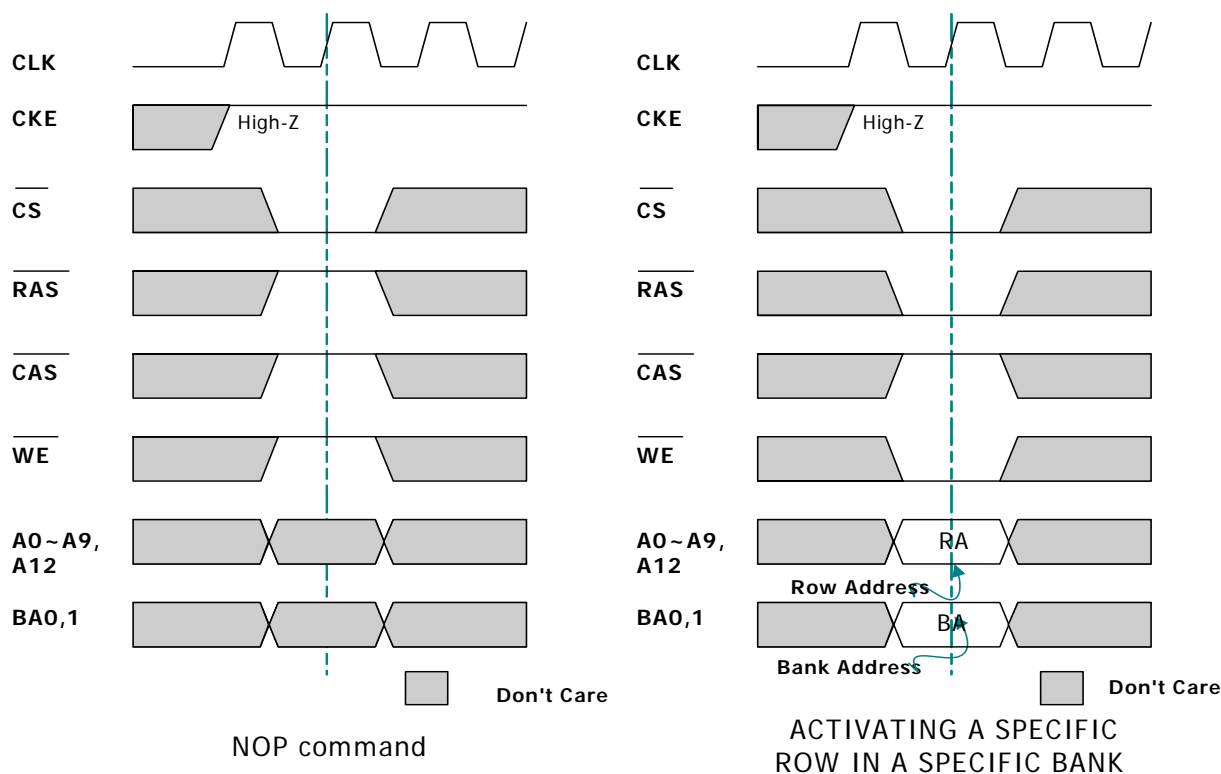 CLK
CKE
High-Z
CS
RAS
CAS
WE
A0~A9,
A12
BA0,1
Don't Care
NOP command
CLK
CKE
High-Z
CS
RAS
CAS
WE
A0~A9,
A12
RA
Row Address
BA0,1
BA
Bank Address
Don't Care
ACTIVATING A SPECIFIC
ROW IN A SPECIFIC BANK